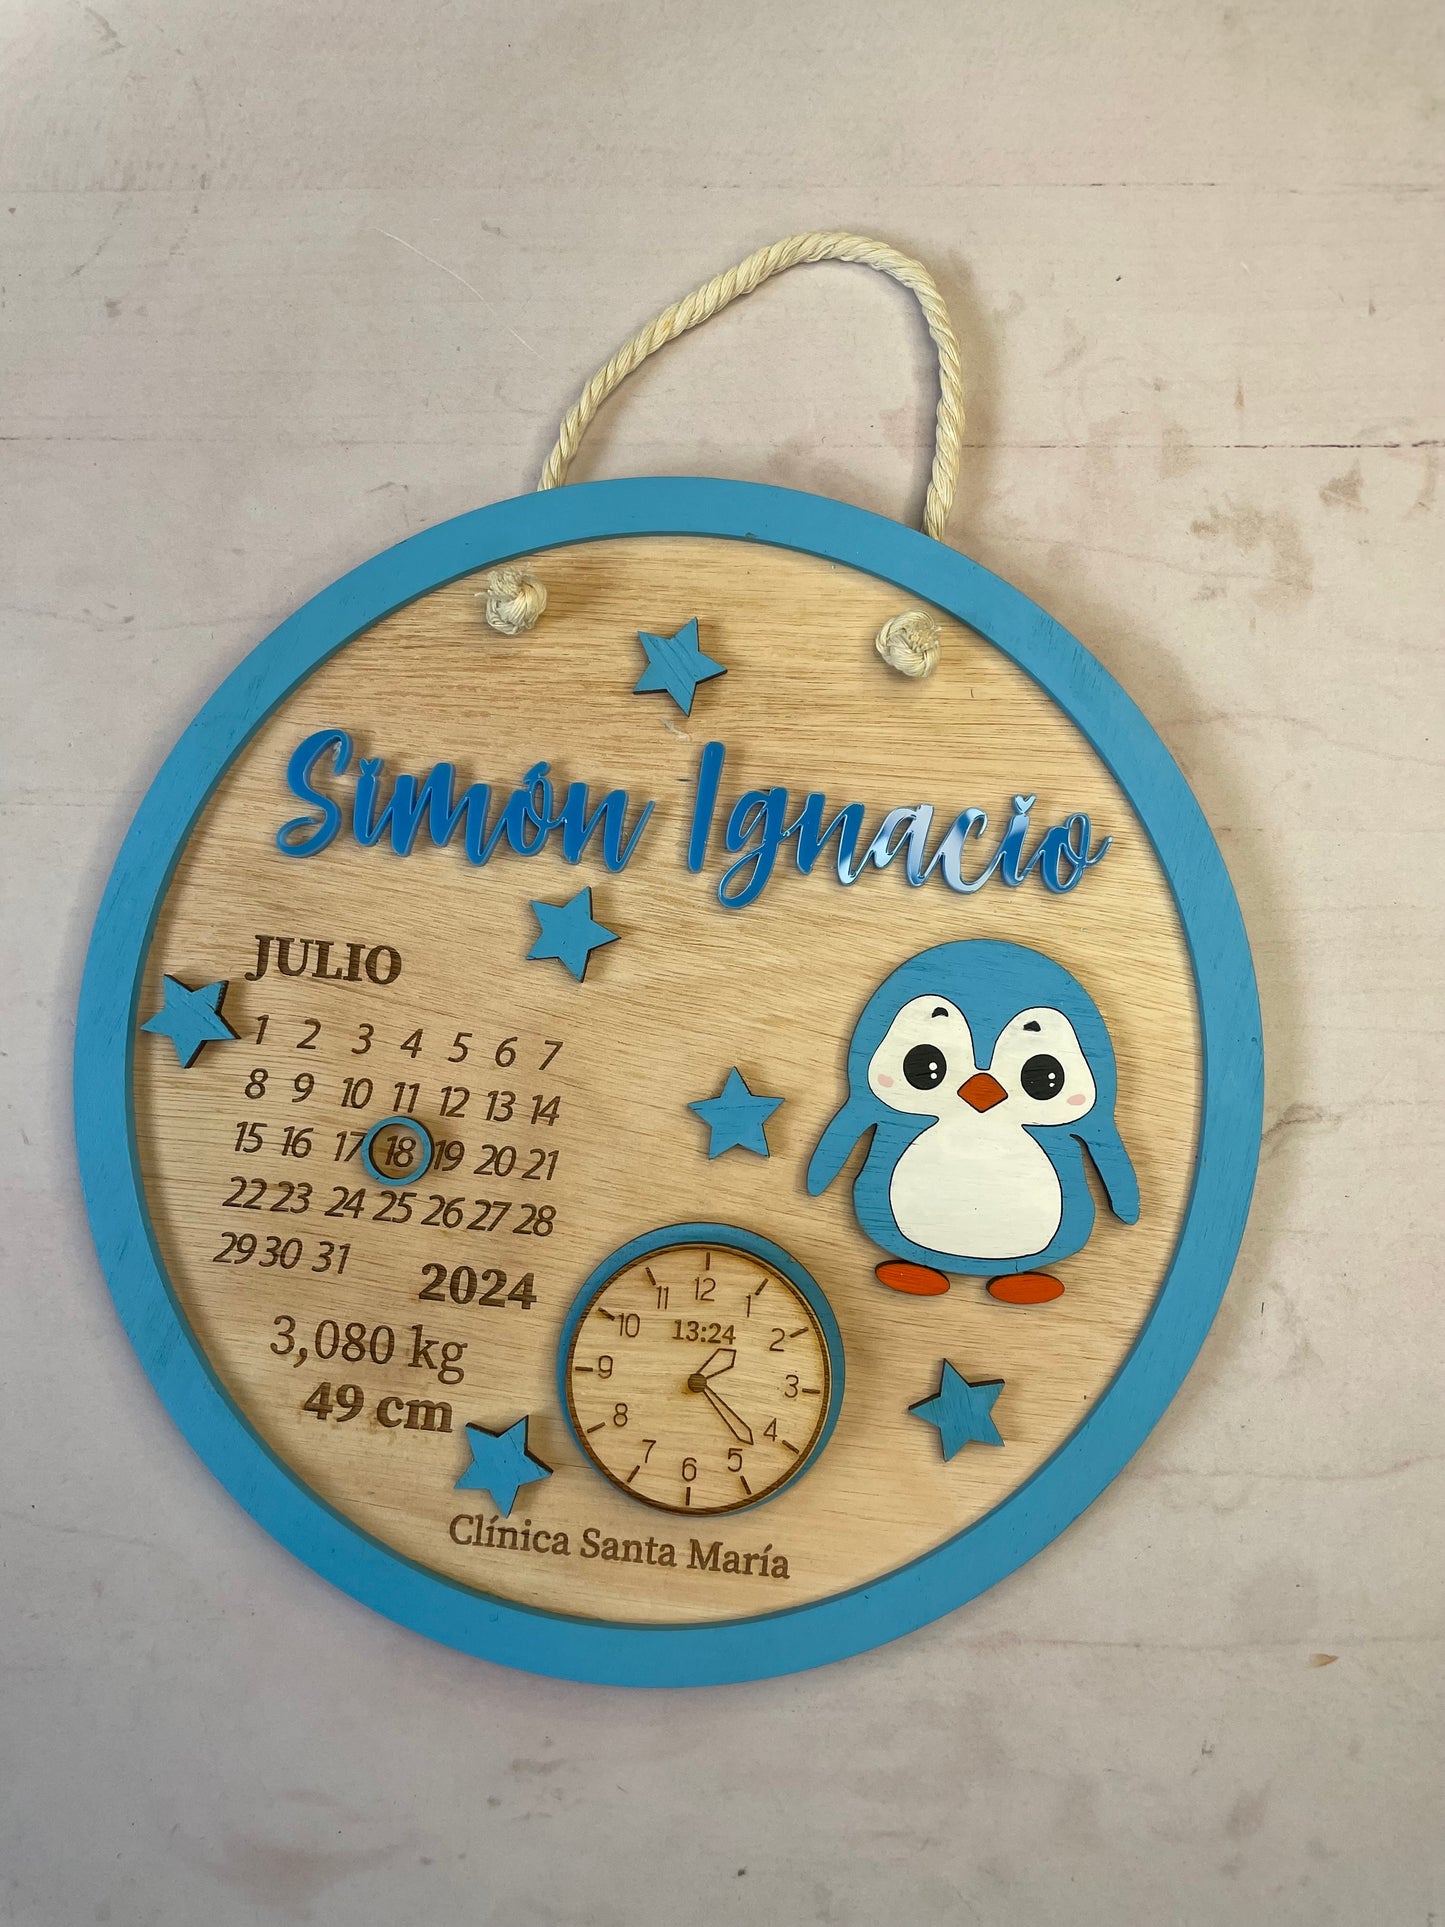 Simón Ignacio
JULIO
1 2 3 4 5 6 7
8 9 10 11 12 13 14
15 16 17 18 19 20 21
22 23 24 25 26 27 28
29 30 31
2024
3,080 kg
49 cm
12
11 1
13:24
10 2
9 3
8 4
7 5
6
Clínica Santa María